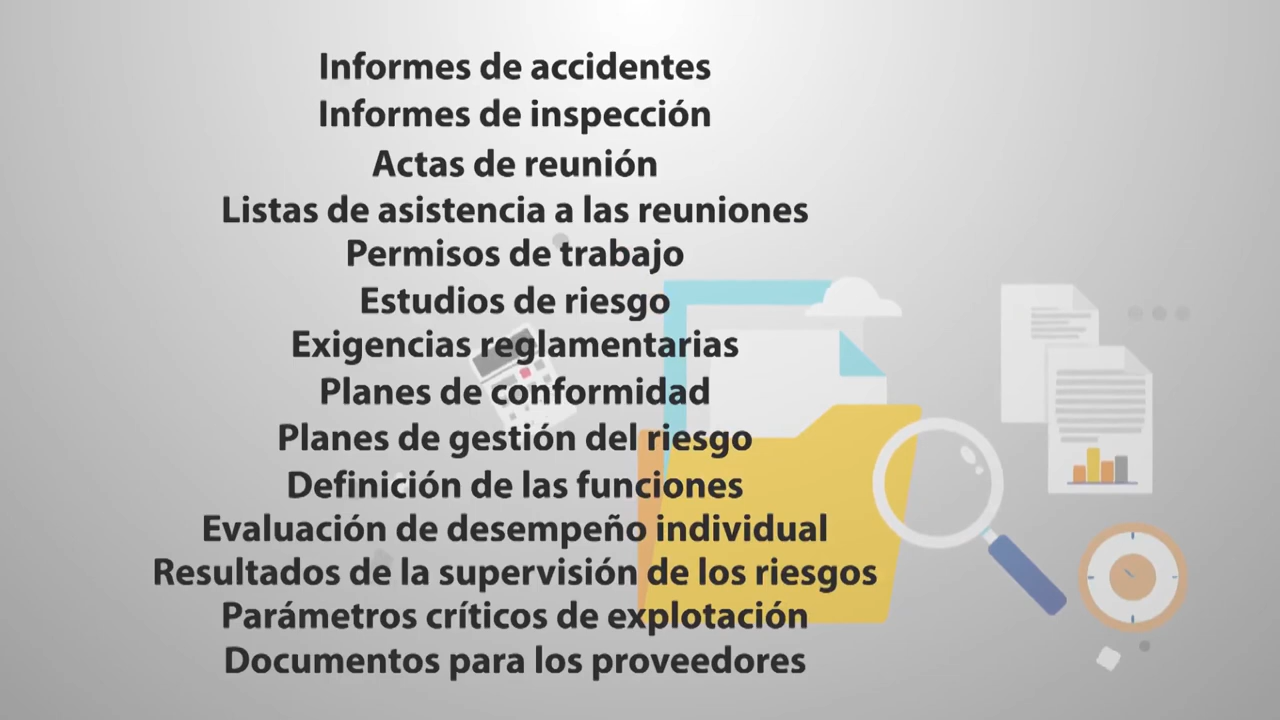 Informes de accidentes
Informes de inspección
Actas de reunión
Listas de asistencia a las reuniones
Permisos de trabajo
Estudios de riesgo
Exigencias reglamentarias
Planes de conformidad
Planes de gestión del riesgo
Definición de las funciones
Evaluación de desempeño individual
Resultados de la supervisión de los riesgos
Parámetros críticos de explotación
Documentos para los proveedores